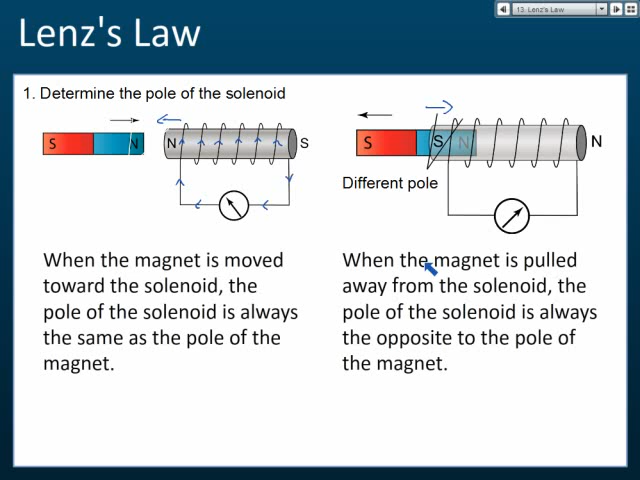 13. Lenz's Law
Lenz's Law
1. Determine the pole of the solenoid
S N N S
S S N N
Different pole
When the magnet is moved
toward the solenoid, the
pole of the solenoid is always
the same as the pole of the
magnet.
When the magnet is pulled
away from the solenoid, the
pole of the solenoid is always
the opposite to the pole of
the magnet.